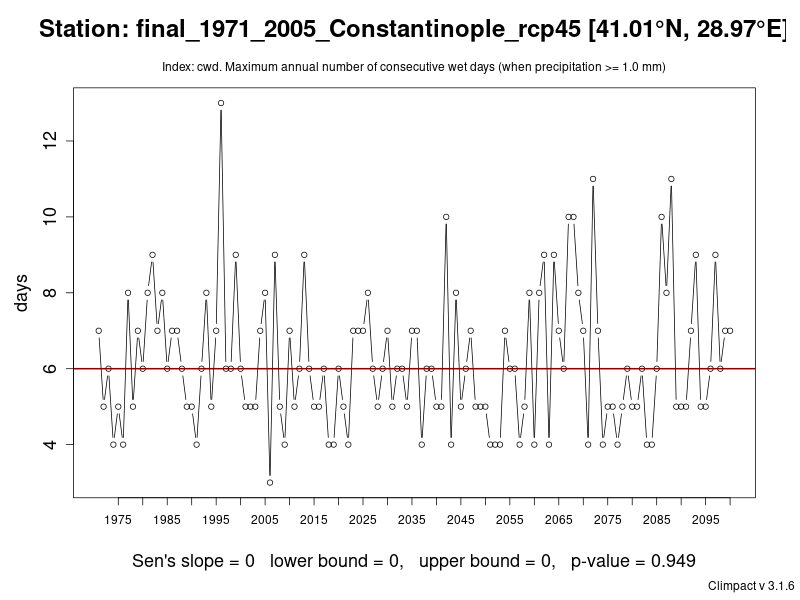 Station: final_1971_2005_Constantinople_rcp45 [41.01°N, 28.97°E]
Index: cwd. Maximum annual number of consecutive wet days (when precipitation >= 1.0 mm)
12
10
8
6
4
days
1975 1985 1995 2005 2015 2025 2035 2045 2055 2065 2075 2085 2095
Sen's slope = 0 lower bound = 0, upper bound = 0, p-value = 0.949
Climpact v 3.1.6